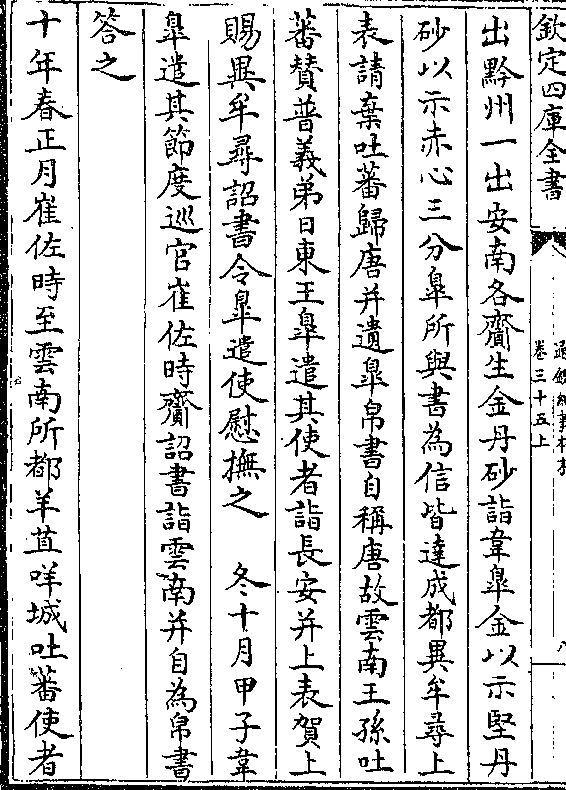 欽定四庫全書
通鑑紀事本末
卷三十五上
八
出黔州一出安南各齎生金丹砂詣韋臯金以示堅丹
砂以示赤心三分臯所與書為信皆達成都異牟尋上
表請棄吐蕃歸唐并遺臯帛書自稱唐故雲南王孫吐
蕃贊普義弟日東王臯遣其使者詣長安并上表賀上
賜異牟尋詔書令臯遣使慰撫之　冬十月甲子韋
臯遣其節度巡官崔佐時齎詔書詣雲南并自為帛書
答之
十年春正月崔佐時至雲南所都羊苴咩城吐蕃使者